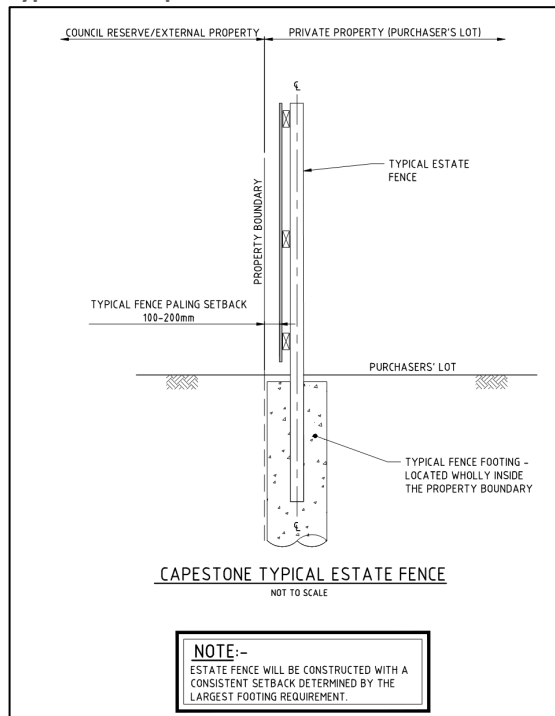 COUNCIL RESERVE/EXTERNAL PROPERTY
PRIVATE PROPERTY (PURCHASER'S LOT)
PROPERTY BOUNDARY
TYPICAL ESTATE
FENCE
TYPICAL FENCE PALING SETBACK
100-200mm
PURCHASERS' LOT
TYPICAL FENCE FOOTING -
LOCATED WHOLLY INSIDE
THE PROPERTY BOUNDARY
CAPESTONE TYPICAL ESTATE FENCE
NOT TO SCALE
NOTE:-
ESTATE FENCE WILL BE CONSTRUCTED WITH A
CONSISTENT SETBACK DETERMINED BY THE
LARGEST FOOTING REQUIREMENT.